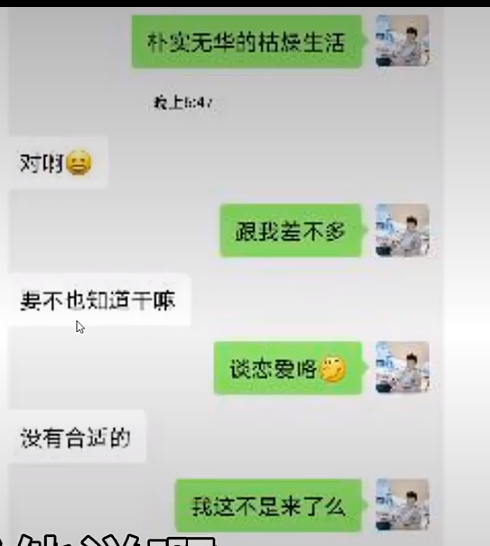 朴实无华的枯燥生活
晚上6:47
对啊😄
跟我差不多
要不也知道干嘛
谈恋爱咯🤔
没有合适的
我这不是来了么